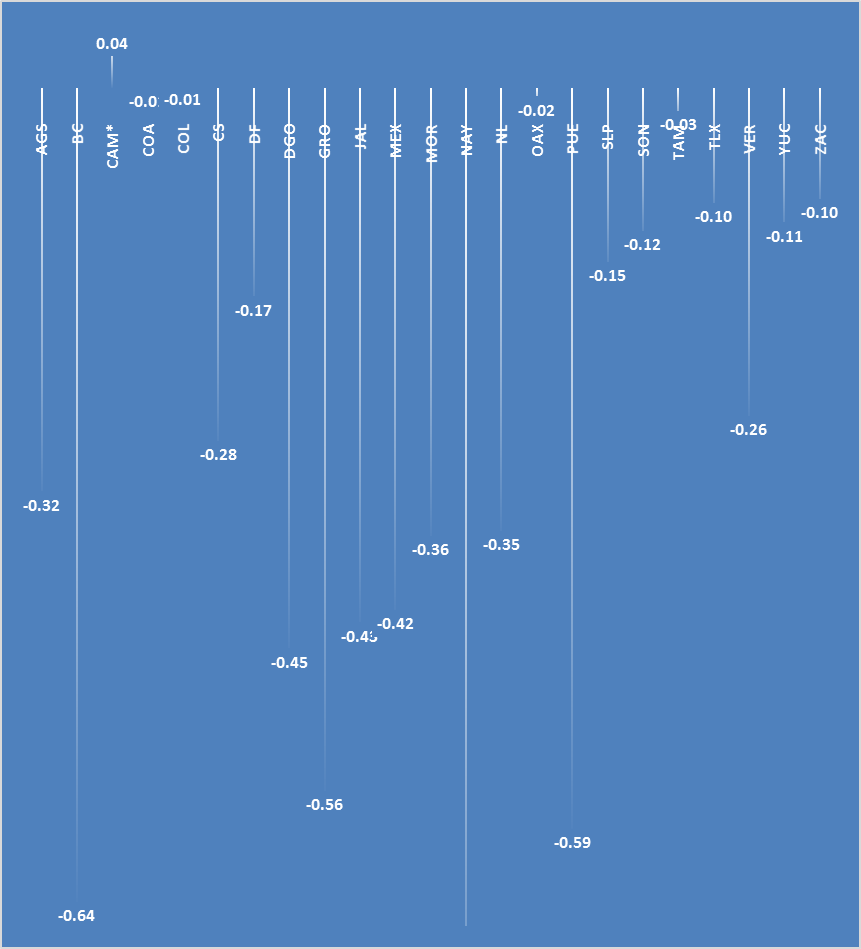 0.04
-0.01
-0.02
-0.03
AGS
BC
CAM*
COA
COL
CS
DF
DGO
GRO
JAL
MEX
MOR
NAY
NL
OAX
PUE
SLP
SON
TAM
TLX
VER
YUC
ZAC
-0.10
-0.10
-0.11
-0.12
-0.15
-0.17
-0.26
-0.28
-0.32
-0.35
-0.36
-0.42
-0.45
-0.56
-0.59
-0.64